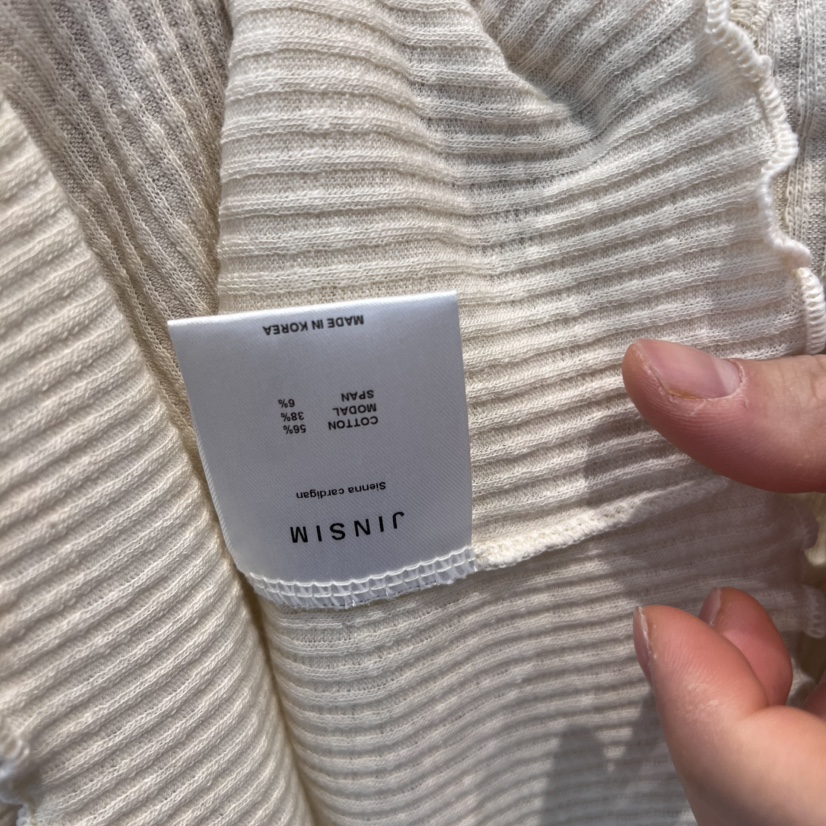 JINSIM
Sienna cardigan
COTTON 56%
MODAL 38%
SPAN 6%
MADE IN KOREA